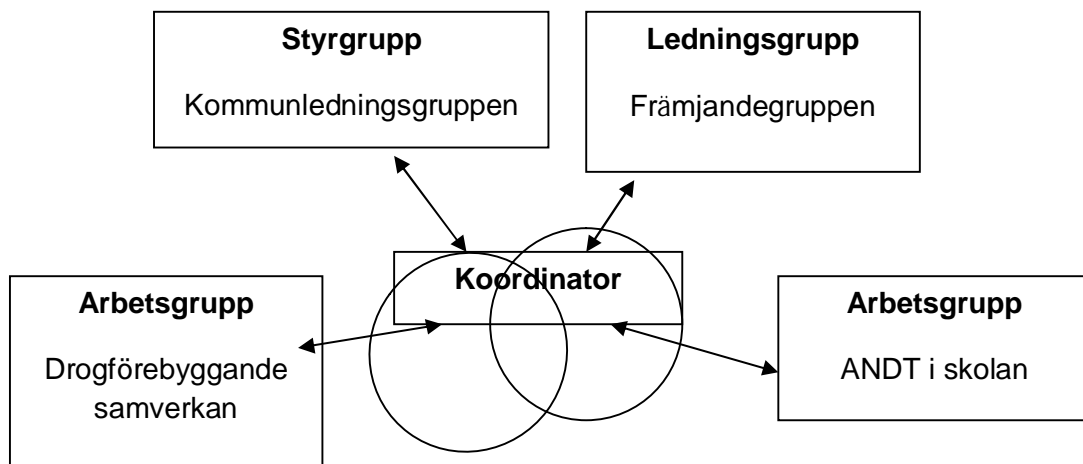 Styrgrupp
Kommunledningsgruppen
Ledningsgrupp
Främjandegruppen
Koordinator
Arbetsgrupp
Drogförebyggande
samverkan
Arbetsgrupp
ANDT i skolan